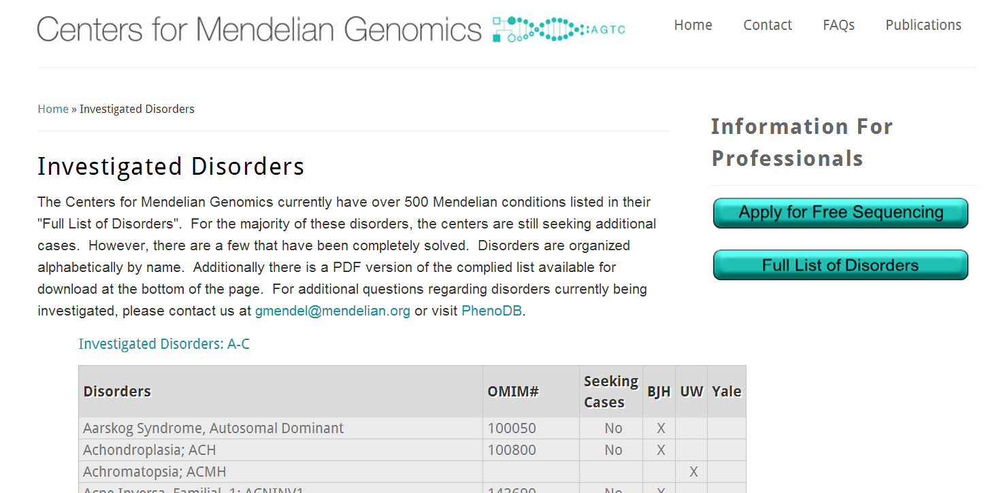 Centers for Mendelian Genomics AGTC Home Contact FAQs Publications
Home » Investigated Disorders
Investigated Disorders
The Centers for Mendelian Genomics currently have over 500 Mendelian conditions listed in their
"Full List of Disorders".  For the majority of these disorders, the centers are still seeking additional
cases.  However, there are a few that have been completely solved.  Disorders are organized
alphabetically by name.  Additionally there is a PDF version of the complied list available for
download at the bottom of the page.  For additional questions regarding disorders currently being
investigated, please contact us at gmendel@mendelian.org or visit PhenoDB.
Information For
Professionals
Apply for Free Sequencing
Full List of Disorders
Investigated Disorders: A-C
Disorders OMIM# Seeking Cases BJH UW Yale
Aarskog Syndrome, Autosomal Dominant 100050 No X
Achondroplasia; ACH 100800 No X
Achromatopsia; ACMH X
Acne Inversa, Familial, 1; ACNINV1 142690 No X